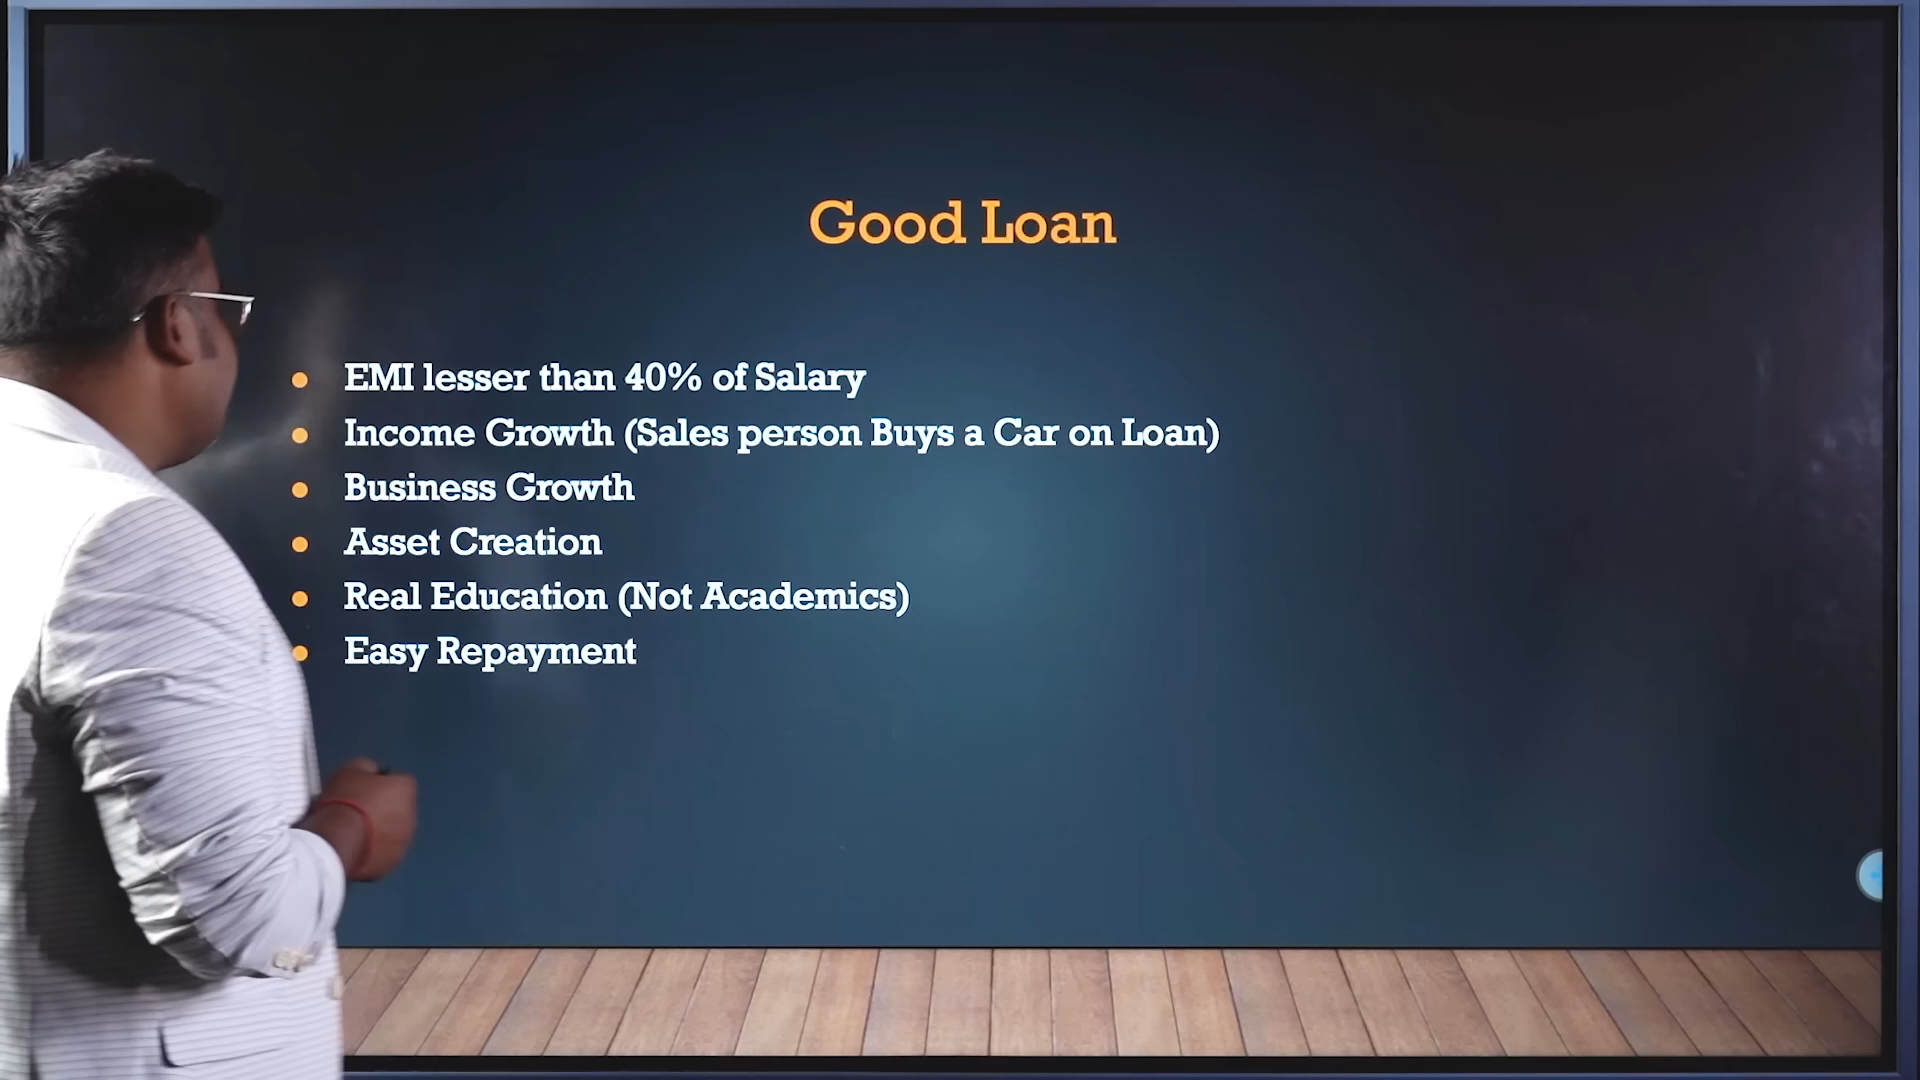 Good Loan
EMI lesser than 40% of Salary
Income Growth (Sales person Buys a Car on Loan)
Business Growth
Asset Creation
Real Education (Not Academics)
Easy Repayment